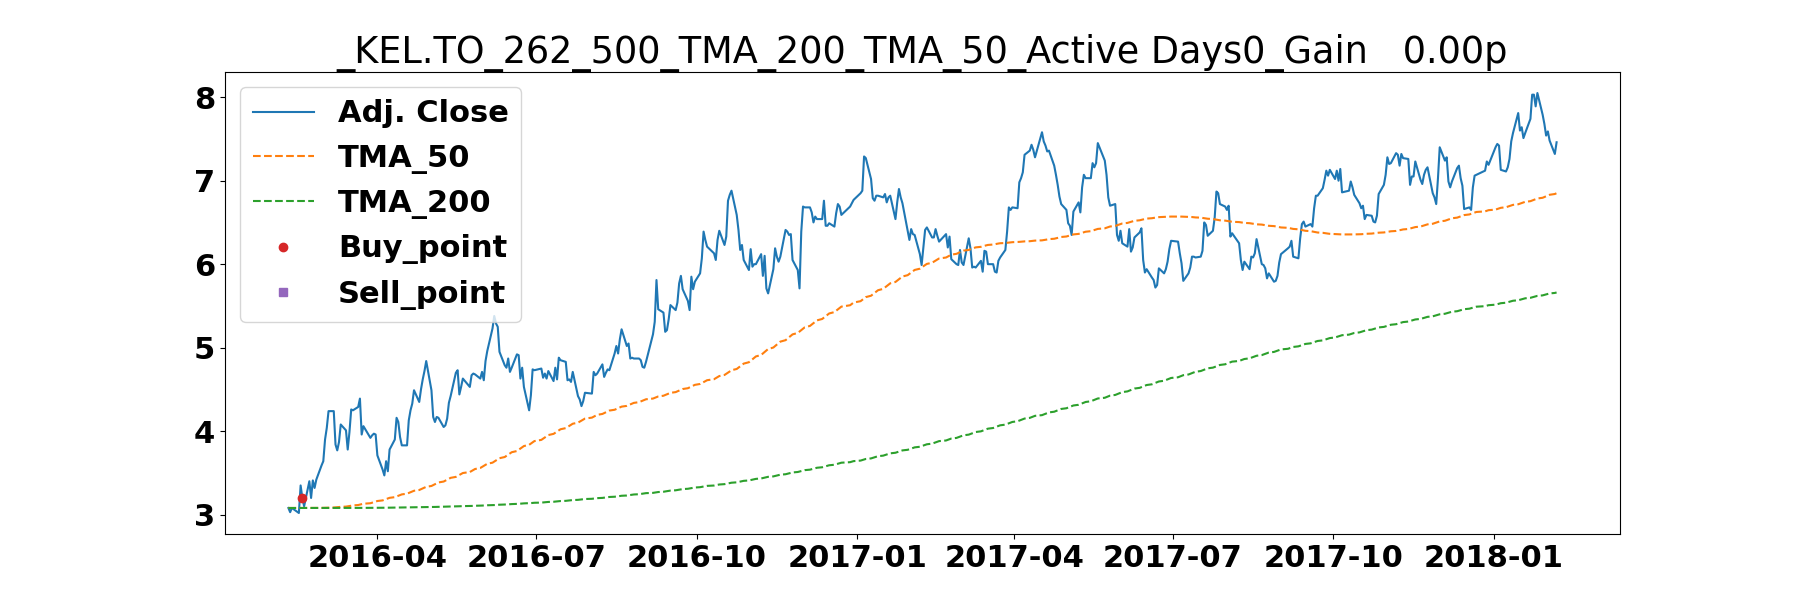 _KEL.TO_262_500_TMA_200_TMA_50_Active Days0_Gain   0.00p
Adj. Close
TMA_50
TMA_200
Buy_point
Sell_point
8
7
6
5
4
3
2016-04 2016-07 2016-10 2017-01 2017-04 2017-07 2017-10 2018-01